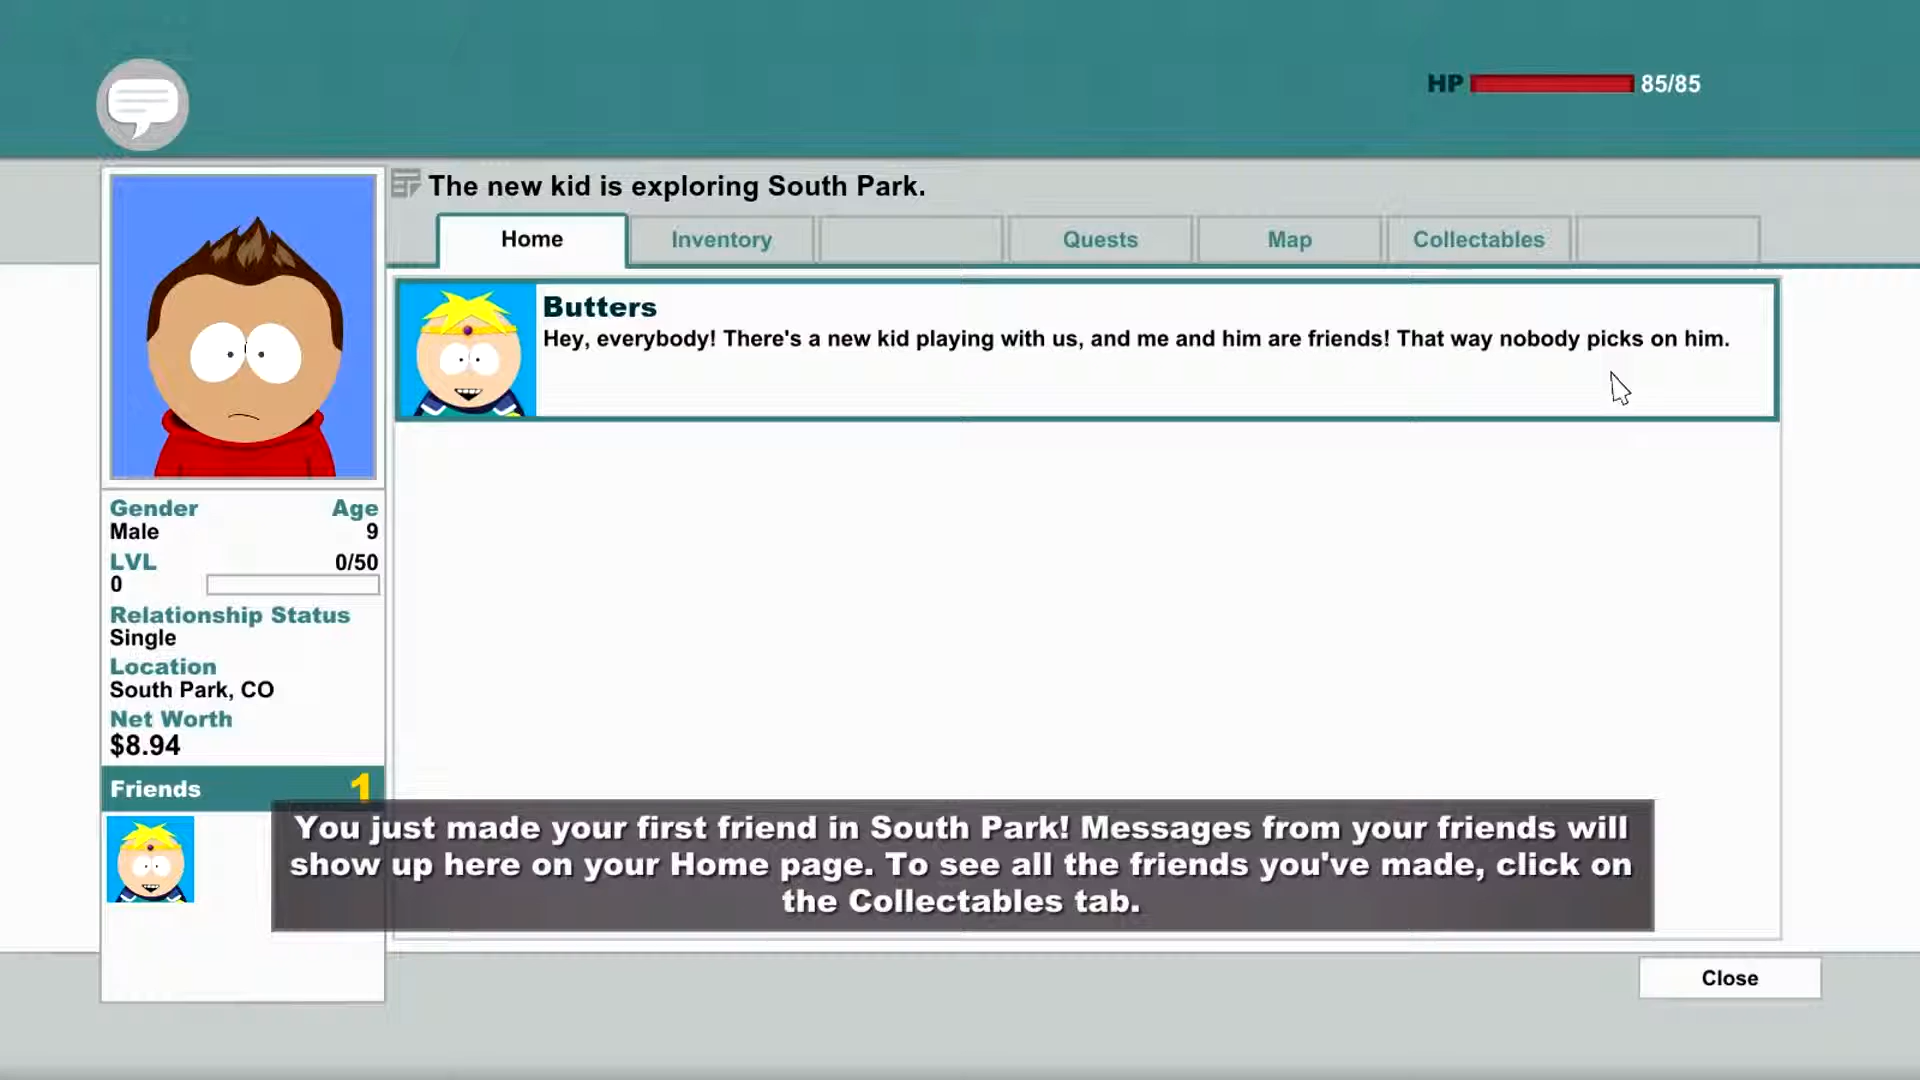 HP 85/85
The new kid is exploring South Park.
Home Inventory Quests Map Collectables
Butters
Hey, everybody! There's a new kid playing with us, and me and him are friends! That way nobody picks on him.
Gender Age
Male 9
LVL 0/50
0
Relationship Status
Single
Location
South Park, CO
Net Worth
$8.94
Friends 1
You just made your first friend in South Park! Messages from your friends will
show up here on your Home page. To see all the friends you've made, click on
the Collectables tab.
Close